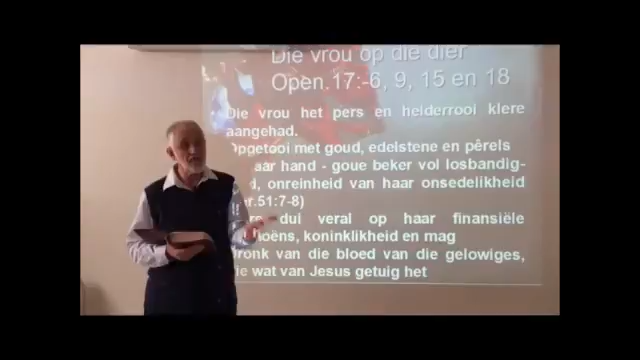 Die vrou op die dier
Open.17:-6, 9, 15 en 18
Die vrou het pers en helderrooi klere
aangehad.
Opgetooi met goud, edelstene en pêrels
hand - goue beker vol losbandig-
onreinheid van haar onsedelikheid
51:7-8)
dui veral op haar finansiële
koninklikheid en mag
Dronk van die bloed van die gelowiges,
wat van Jesus getuig het